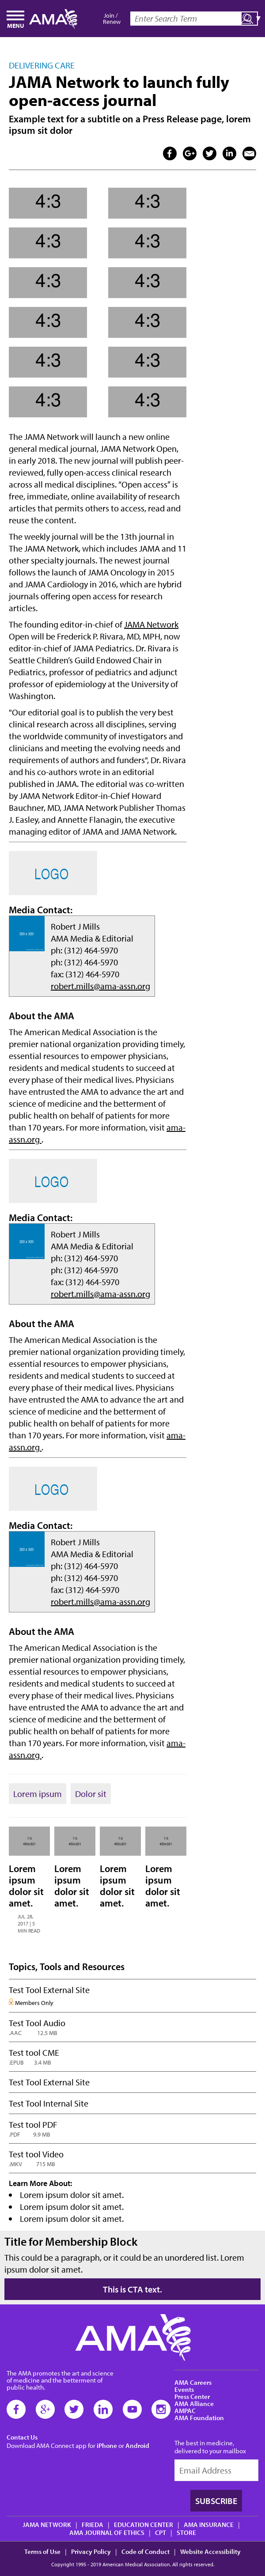 MENU
AMA
Join /
Renew
Enter Search Term
DELIVERING CARE
JAMA Network to launch fully
open-access journal
Example text for a subtitle on a Press Release page, lorem
ipsum sit dolor
4:3 4:3
4:3 4:3
4:3 4:3
4:3 4:3
4:3 4:3
4:3 4:3
The JAMA Network will launch a new online
general medical journal, JAMA Network Open,
in early 2018. The new journal will publish peer-
reviewed, fully open-access clinical research
across all medical disciplines. “Open access” is
free, immediate, online availability of research
articles that permits others to access, read and
reuse the content.
The weekly journal will be the 13th journal in
The JAMA Network, which includes JAMA and 11
other specialty journals. The newest journal
follows the launch of JAMA Oncology in 2015
and JAMA Cardiology in 2016, which are hybrid
journals offering open access for research
articles.
The founding editor-in-chief of JAMA Network
Open will be Frederick P. Rivara, MD, MPH, now
editor-in-chief of JAMA Pediatrics. Dr. Rivara is
Seattle Children’s Guild Endowed Chair in
Pediatrics, professor of pediatrics and adjunct
professor of epidemiology at the University of
Washington.
"Our editorial goal is to publish the very best
clinical research across all disciplines, serving
the worldwide community of investigators and
clinicians and meeting the evolving needs and
requirements of authors and funders", Dr. Rivara
and his co-authors wrote in an editorial
published in JAMA. The editorial was co-written
by JAMA Network Editor-in-Chief Howard
Bauchner, MD, JAMA Network Publisher Thomas
J. Easley, and Annette Flanagin, the executive
managing editor of JAMA and JAMA Network.
LOGO
Media Contact:
Robert J Mills
AMA Media & Editorial
ph: (312) 464-5970
ph: (312) 464-5970
fax: (312) 464-5970
robert.mills@ama-assn.org
About the AMA
The American Medical Association is the
premier national organization providing timely,
essential resources to empower physicians,
residents and medical students to succeed at
every phase of their medical lives. Physicians
have entrusted the AMA to advance the art and
science of medicine and the betterment of
public health on behalf of patients for more
than 170 years. For more information, visit ama-
assn.org .
LOGO
Media Contact:
Robert J Mills
AMA Media & Editorial
ph: (312) 464-5970
ph: (312) 464-5970
fax: (312) 464-5970
robert.mills@ama-assn.org
About the AMA
The American Medical Association is the
premier national organization providing timely,
essential resources to empower physicians,
residents and medical students to succeed at
every phase of their medical lives. Physicians
have entrusted the AMA to advance the art and
science of medicine and the betterment of
public health on behalf of patients for more
than 170 years. For more information, visit ama-
assn.org .
LOGO
Media Contact:
Robert J Mills
AMA Media & Editorial
ph: (312) 464-5970
ph: (312) 464-5970
fax: (312) 464-5970
robert.mills@ama-assn.org
About the AMA
The American Medical Association is the
premier national organization providing timely,
essential resources to empower physicians,
residents and medical students to succeed at
every phase of their medical lives. Physicians
have entrusted the AMA to advance the art and
science of medicine and the betterment of
public health on behalf of patients for more
than 170 years. For more information, visit ama-
assn.org .
Lorem ipsum Dolor sit
Lorem Lorem Lorem Lorem
ipsum ipsum ipsum ipsum
dolor sit dolor sit dolor sit dolor sit
amet. amet. amet. amet.
JUL 28,
2017 | 5
MIN READ
Topics, Tools and Resources
Test Tool External Site
Members Only
Test Tool Audio
.AAC 12.5 MB
Test tool CME
.EPUB 3.4 MB
Test Tool External Site
Test Tool Internal Site
Test tool PDF
.PDF 9.9 MB
Test tool Video
.MKV 715 MB
Learn More About:
• Lorem ipsum dolor sit amet.
• Lorem ipsum dolor sit amet.
• Lorem ipsum dolor sit amet.
Title for Membership Block
This could be a paragraph, or it could be an unordered list. Lorem
ipsum dolor sit amet.
This is CTA text.
AMA
The AMA promotes the art and science
of medicine and the betterment of
public health.
Contact Us
Download AMA Connect app for iPhone or Android
AMA Careers
Events
Press Center
AMA Alliance
AMPAC
AMA Foundation
The best in medicine,
delivered to your mailbox
Email Address
SUBSCRIBE
JAMA NETWORK | FRIEDA | EDUCATION CENTER | AMA INSURANCE |
AMA JOURNAL OF ETHICS | CPT | STORE
Terms of Use | Privacy Policy | Code of Conduct | Website Accessibility
Copyright 1995 - 2019 American Medical Association. All rights reserved.